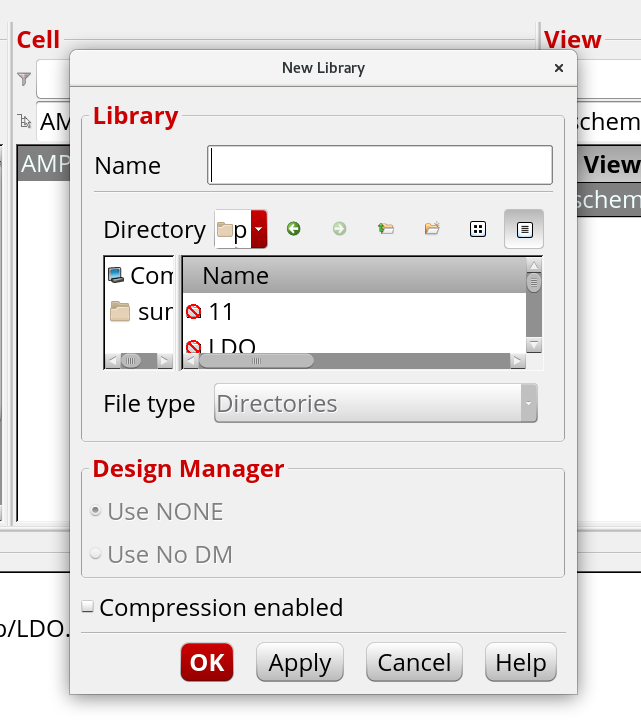 Cell
View
New Library
×
Library
AM
schem
AMP
View
Name
schem
Directory
p
Com
Name
sur
11
LDO
File type
Directories
Design Manager
Use NONE
Use No DM
Compression enabled
/LDO.
OK
Apply
Cancel
Help